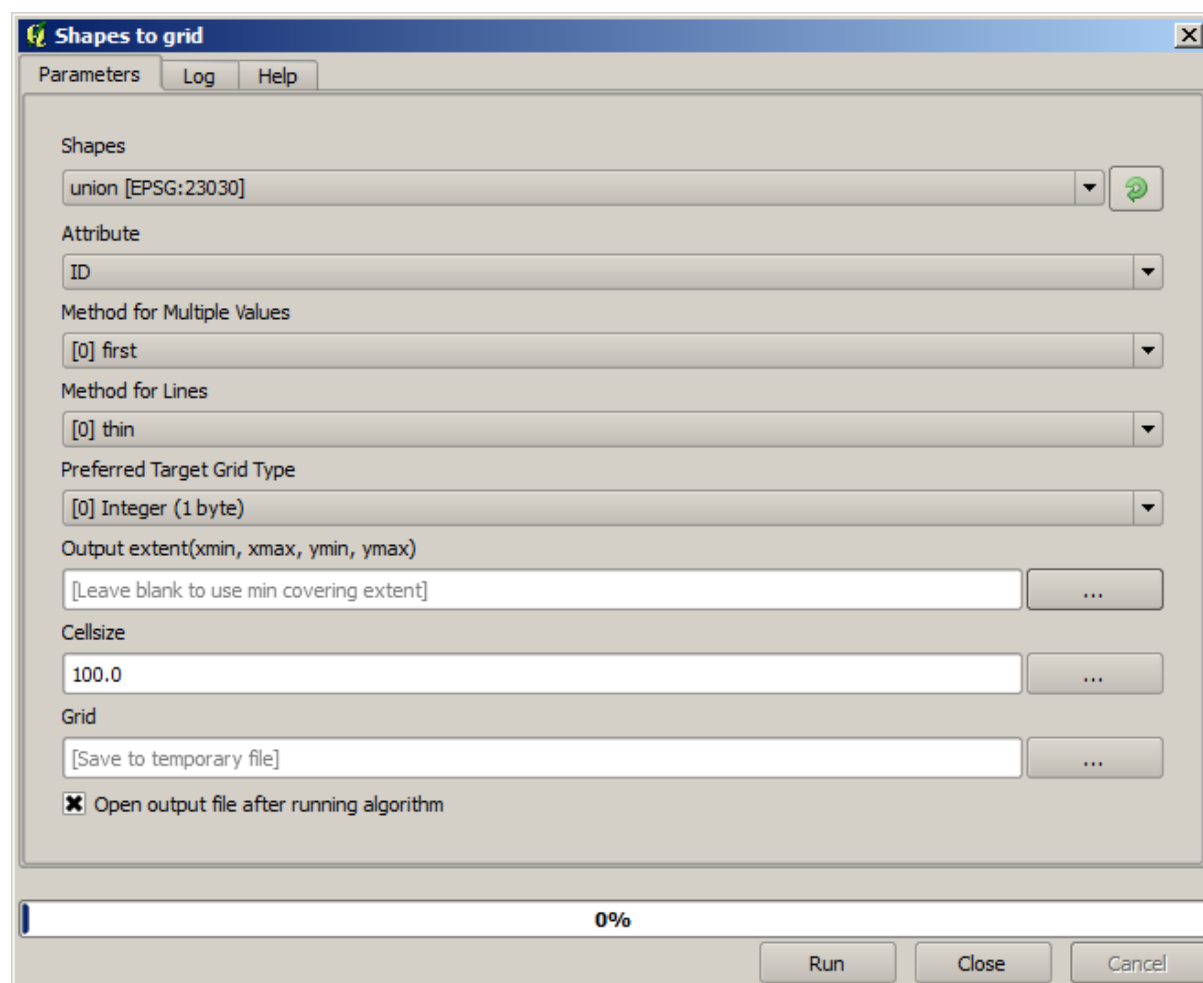 Shapes to grid
Parameters Log Help
Shapes
union [EPSG:23030]
Attribute
ID
Method for Multiple Values
[0] first
Method for Lines
[0] thin
Preferred Target Grid Type
[0] Integer (1 byte)
Output extent(xmin, xmax, ymin, ymax)
[Leave blank to use min covering extent] ...
Cellsize
100.0 ...
Grid
[Save to temporary file] ...
Open output file after running algorithm
0%
Run Close Cancel